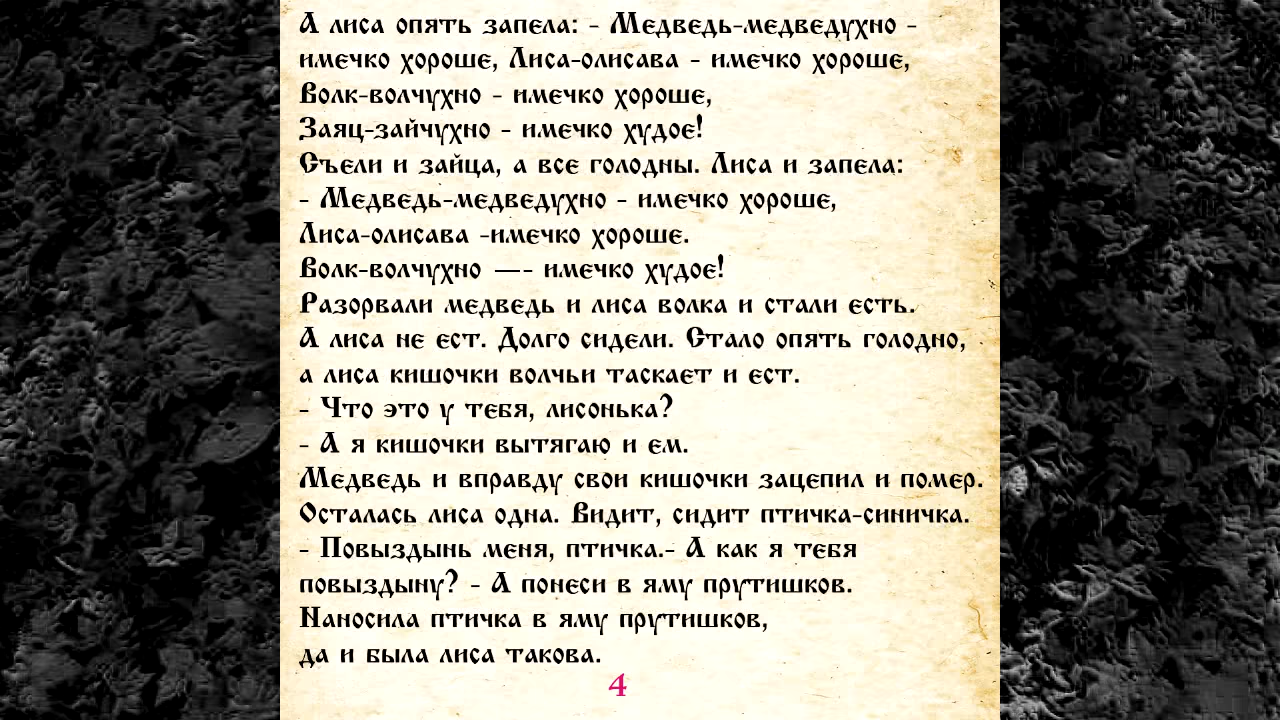 А лиса опять запела: - Медведь-медведухно -
имечко хороше, Лиса-олисава - имечко хороше,
Волк-волчухно - имечко хороше,
Заяц-зайчухно - имечко худое!
Съели и зайца, а все голодны. Лиса и запела:
- Медведь-медведухно - имечко хороше,
Лиса-олисава -имечко хороше.
Волк-волчухно —- имечко худое!
Разорвали медведь и лиса волка и стали есть.
А лиса не ест. Долго сидели. Стало опять голодно,
а лиса кишочки волчьи таскает и ест.
- Что это у тебя, лисонька?
- А я кишочки вытягаю и ем.
Медведь и вправду свои кишочки зацепил и помер.
Осталась лиса одна. Видит, сидит птичка-синичка.
- Повыздынь меня, птичка.- А как я тебя
повыздыну? - А понеси в яму прутишков.
Наносила птичка в яму прутишков,
да и была лиса такова.
4